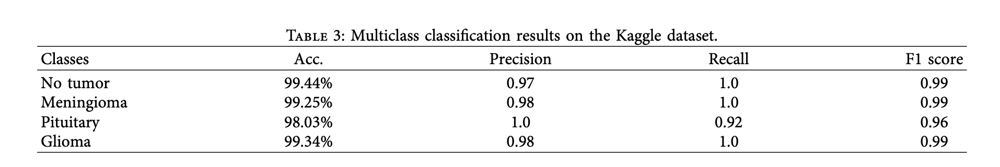 TABLE 3: Multiclass classification results on the Kaggle dataset.
Classes Acc. Precision Recall F1 score
No tumor 99.44% 0.97 1.0 0.99
Meningioma 99.25% 0.98 1.0 0.99
Pituitary 98.03% 1.0 0.92 0.96
Glioma 99.34% 0.98 1.0 0.99